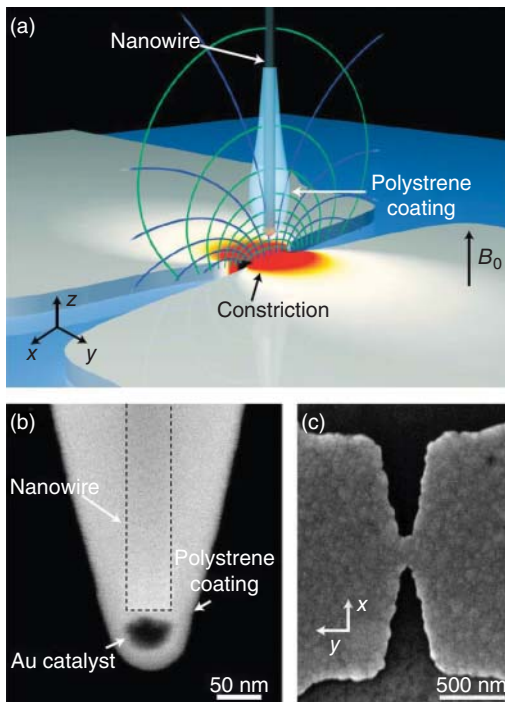 (a)
Nanowire
Polystrene
coating
B0
Constriction
z
x
y
(b)
Nanowire
Polystrene
coating
Au catalyst
50 nm
(c)
x
y
500 nm